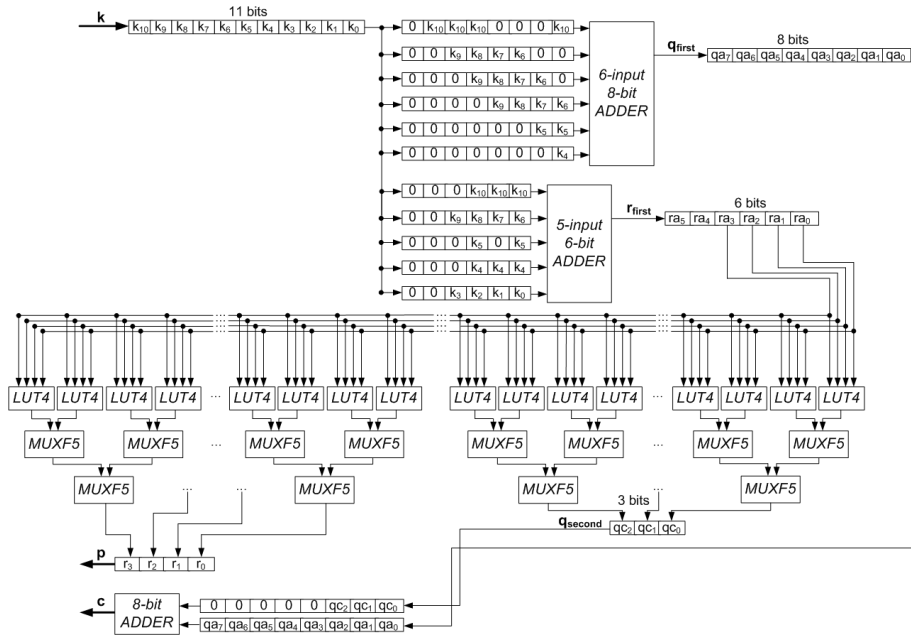 k 11 bits
k10 k9 k8 k7 k6 k5 k4 k3 k2 k1 k0
0 k10 k10 k10 0 0 0 k10
0 0 k9 k8 k7 k6 0 0
0 0 0 k9 k8 k7 k6 0
0 0 0 0 k9 k8 k7 k6
0 0 0 0 0 0 k5 k5
0 0 0 0 0 0 0 k4
6-input
8-bit
ADDER
qfirst
8 bits
qa7 qa6 qa5 qa4 qa3 qa2 qa1 qa0
0 0 0 k10 k10 k10
0 0 k9 k8 k7 k6
0 0 0 k5 0 k5
0 0 0 k4 k4 k4
0 0 k3 k2 k1 k0
5-input
6-bit
ADDER
rfirst
6 bits
ra5 ra4 ra3 ra2 ra1 ra0
LUT4 LUT4 LUT4 LUT4 ... LUT4 LUT4 LUT4 LUT4 LUT4 LUT4 LUT4 LUT4 ... LUT4 LUT4 LUT4 LUT4
MUXF5 MUXF5 ... MUXF5 MUXF5 MUXF5 MUXF5 ... MUXF5 MUXF5
MUXF5 ... ... MUXF5 MUXF5 ... MUXF5
3 bits
qsecond
qc2 qc1 qc0
p
r3 r2 r1 r0
c
8-bit
ADDER
0 0 0 0 0 qc2 qc1 qc0
qa7 qa6 qa5 qa4 qa3 qa2 qa1 qa0